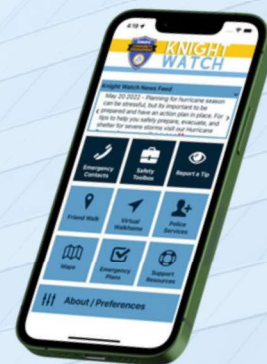 4:19
KNIGHT
WATCH
Knight Watch News Feed
May 20 2022 - Planning for hurricane season
can be stressful, but its important to be
prepared and have an action plan in place. For
tips to help you safely prepare, evacuate, and
shelter for severe storms visit our Hurricane
Emergency Contacts
Safety Toolbox
Report a Tip
Friend Walk
Virtual Walkhome
Police Services
Maps
Emergency Plans
Support Resources
About / Preferences